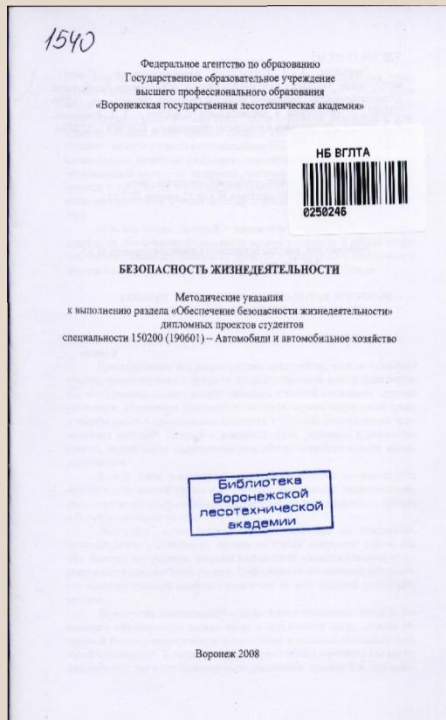 1540
Федеральное агентство по образованию
Государственное образовательное учреждение
высшего профессионального образования
«Воронежская государственная лесотехническая академия»
НБ ВГЛТА
0250246
БЕЗОПАСНОСТЬ ЖИЗНЕДЕЯТЕЛЬНОСТИ
Методические указания
к выполнению раздела «Обеспечение безопасности жизнедеятельности»
дипломных проектов студентов
специальности 150200 (190601) – Автомобили и автомобильное хозяйство
Библиотека
Воронежской
лесотехнической
академии
Воронеж 2008